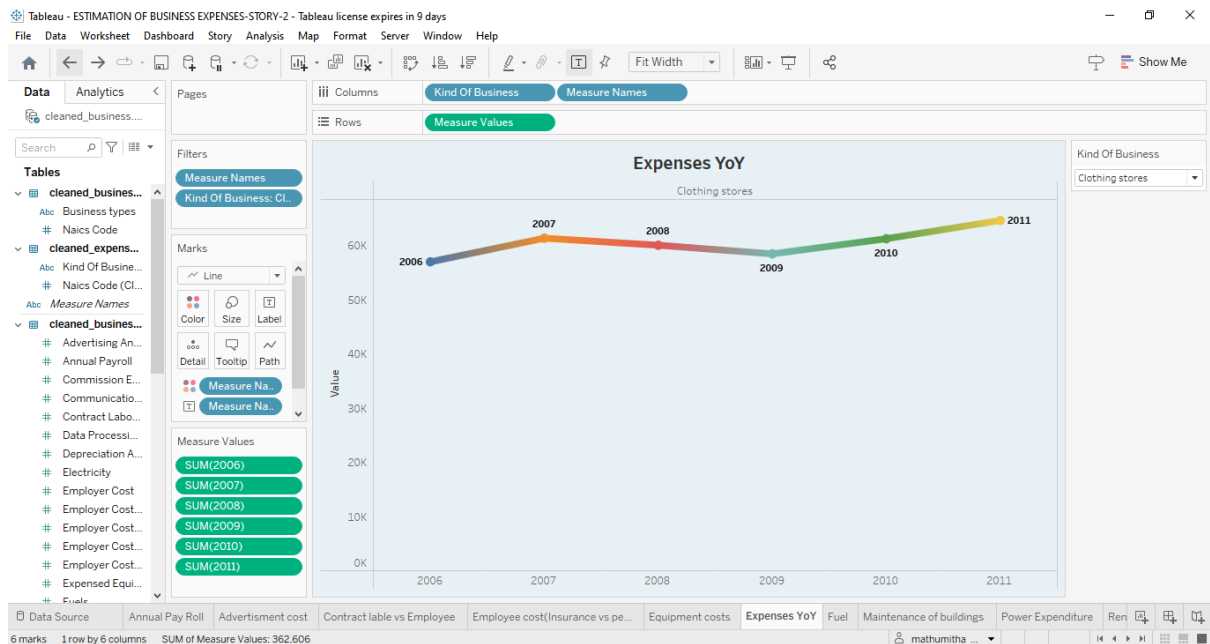 Tableau - ESTIMATION OF BUSINESS EXPENSES-STORY-2 - Tableau license expires in 9 days
File Data Worksheet Dashboard Story Analysis Map Format Server Window Help
Fit Width
Show Me
Data Analytics
cleaned_business....
Search
Tables
cleaned_busines...
Abc Business types
# Naics Code
cleaned_expens...
Abc Kind Of Busine...
# Naics Code (Cl...
Abc Measure Names
cleaned_busines...
# Advertising An...
# Annual Payroll
# Commission E...
# Communicatio...
# Contract Labo...
# Data Processi...
# Depreciation A...
# Electricity
# Employer Cost
# Employer Cost...
# Employer Cost...
# Employer Cost...
# Employer Cost...
# Expensed Equi...
# Fuels
Pages
Filters
Measure Names
Kind Of Business: Cl..
Marks
Line
Color Size Label
Detail Tooltip Path
Measure Na..
Measure Na..
Measure Values
SUM(2006)
SUM(2007)
SUM(2008)
SUM(2009)
SUM(2010)
SUM(2011)
Columns Kind Of Business Measure Names
Rows Measure Values
Expenses YoY
Clothing stores
Value
60K
50K
40K
30K
20K
10K
0K
2006
2007
2008
2009
2010
2011
2006 2007 2008 2009 2010 2011
Kind Of Business
Clothing stores
Data Source Annual Pay Roll Advertisment cost Contract lable vs Employee Employee cost(Insurance vs pe... Equipment costs Expenses YoY Fuel Maintenance of buildings Power Expenditure Ren
6 marks 1 row by 6 columns SUM of Measure Values: 362,606 mathumitha ...